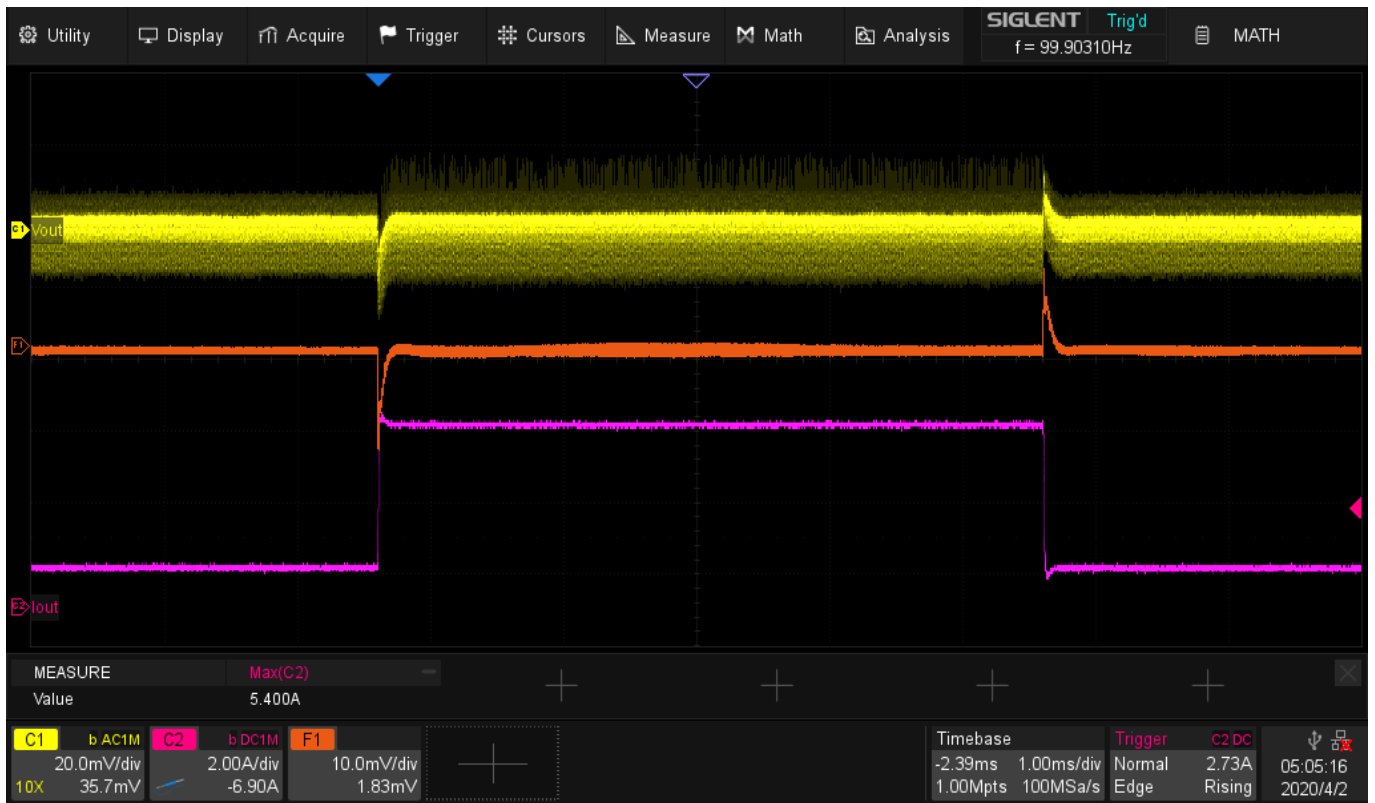 Utility Display Acquire Trigger Cursors Measure Math Analysis SIGLENT Trig'd MATH
f = 99.90310Hz
C1 Vout
F1
C2 Iout
MEASURE Max(C2)
Value 5.400A
C1 b AC1M C2 b DC1M F1 Timebase Trigger C2 DC
20.0mV/div 2.00A/div 10.0mV/div -2.39ms 1.00ms/div Normal 2.73A 05:05:16
10X 35.7mV -6.90A 1.83mV 1.00Mpts 100MSa/s Edge Rising 2020/4/2